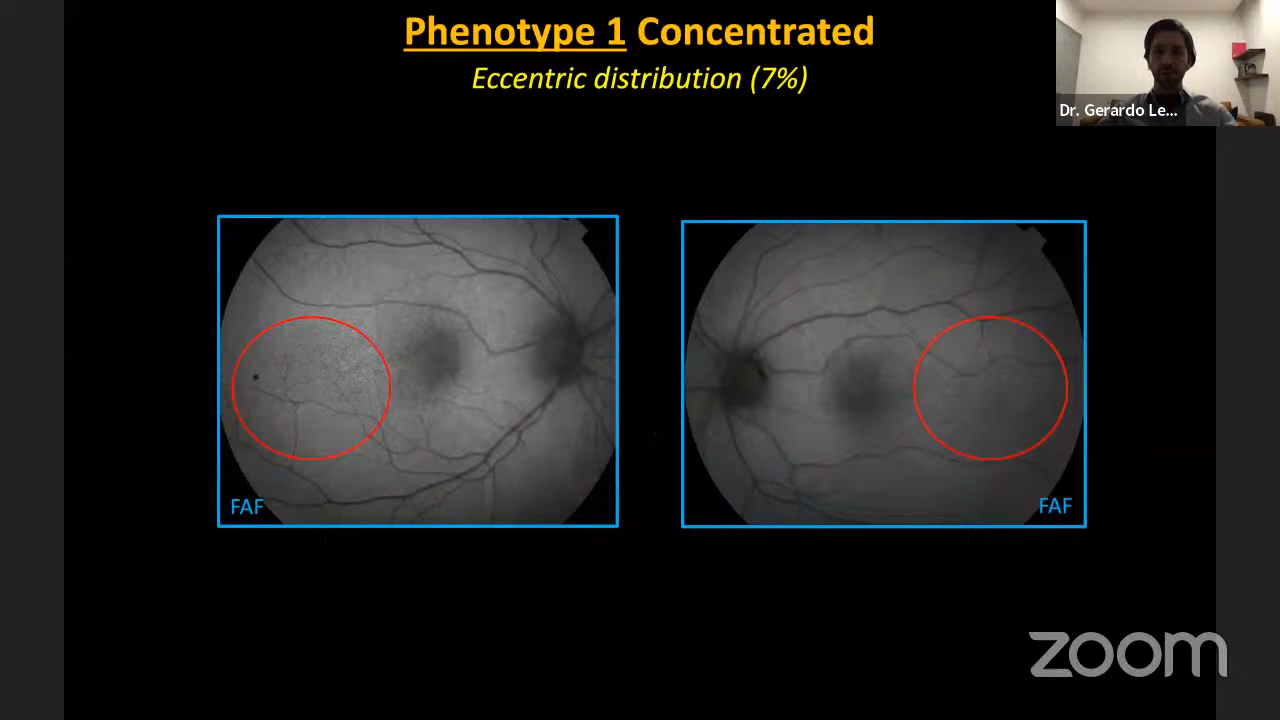 Phenotype 1 Concentrated
Eccentric distribution (7%)
Dr. Gerardo Le...
FAF
FAF
zoom